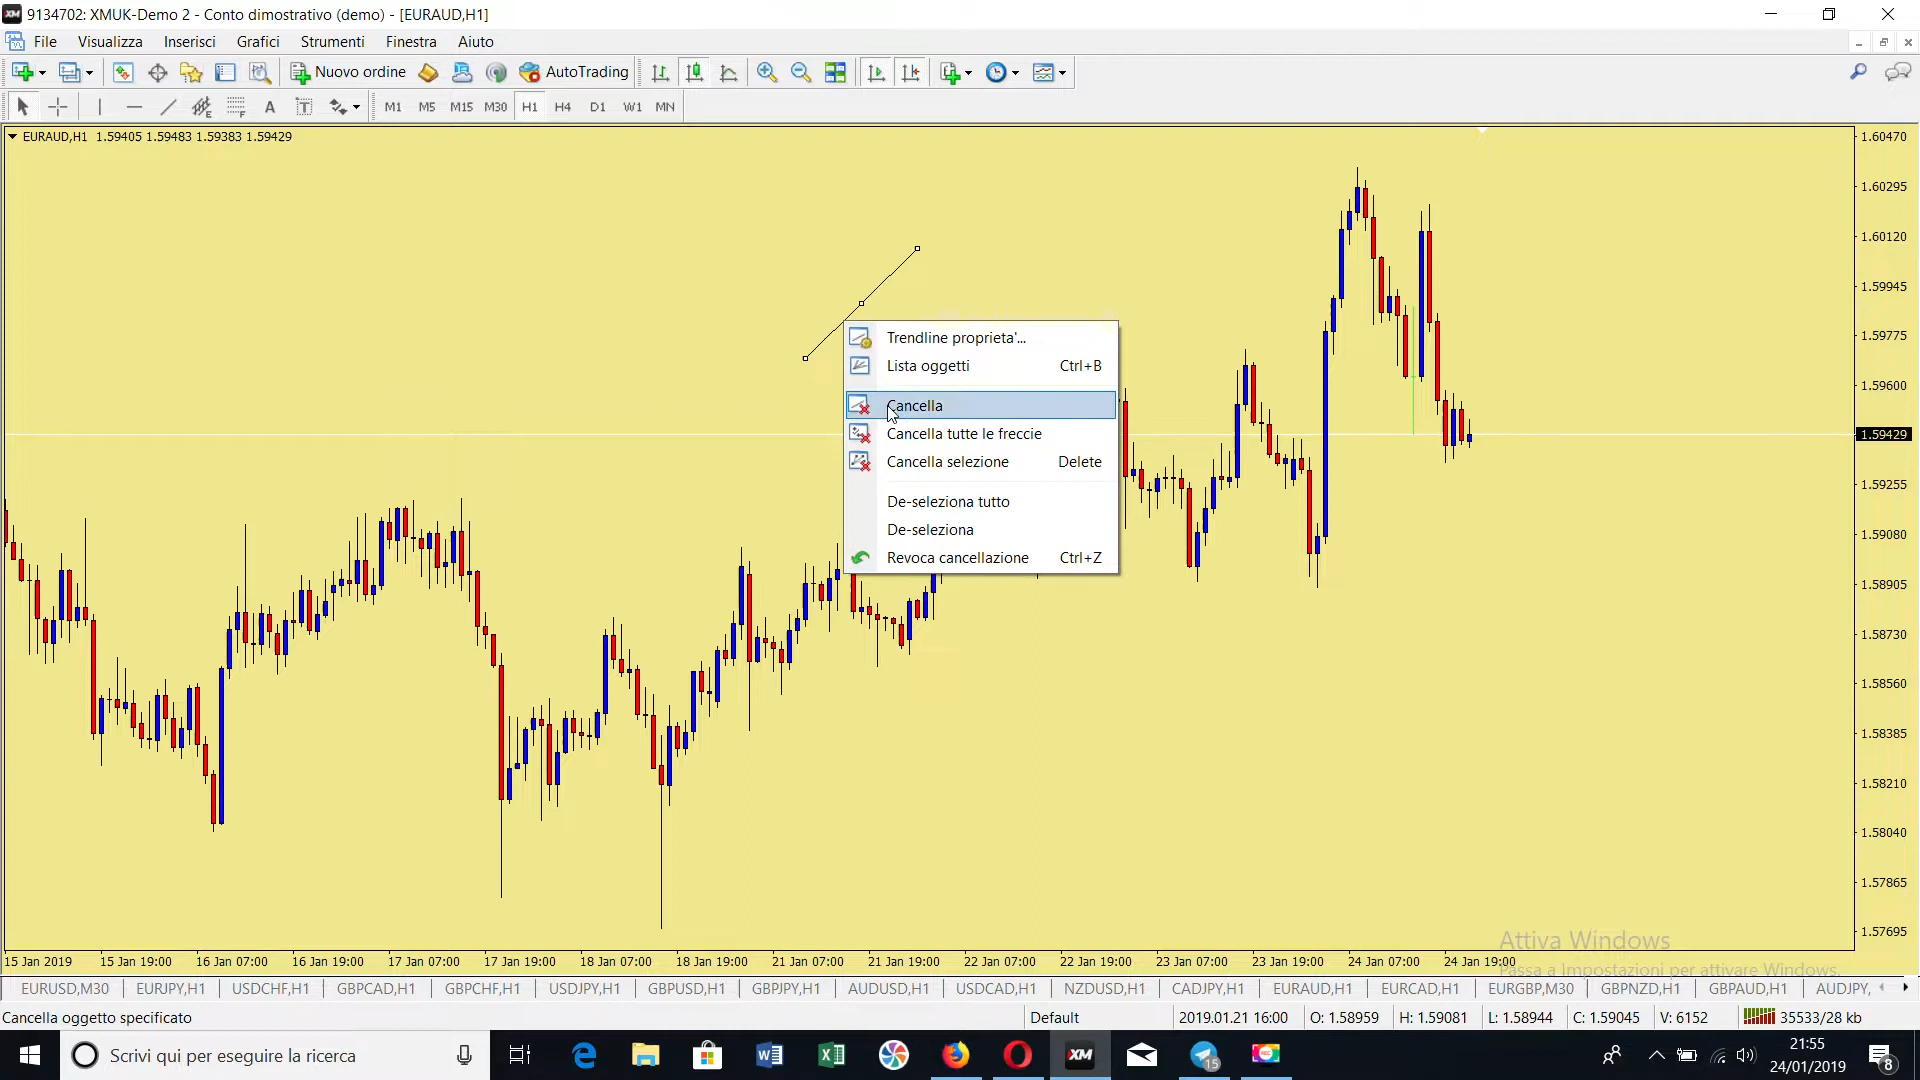 9134702: XMUK-Demo 2 - Conto dimostrativo (demo) - [EURAUD,H1]
File Visualizza Inserisci Grafici Strumenti Finestra Aiuto
Nuovo ordine AutoTrading
A T M1 M5 M15 M30 H1 H4 D1 W1 MN
EURAUD,H1 1.59405 1.59483 1.59383 1.59429
1.60470
1.60295
1.60120
1.59945
1.59775
1.59600
1.59429
1.59255
1.59080
1.58905
1.58730
1.58560
1.58385
1.58210
1.58040
1.57865
1.57695
Trendline proprieta'...
Lista oggetti Ctrl+B
Cancella
Cancella tutte le freccie
Cancella selezione Delete
De-seleziona tutto
De-seleziona
Revoca cancellazione Ctrl+Z
Attiva Windows
Passa a Impostazioni per attivare Windows.
15 Jan 2019 15 Jan 19:00 16 Jan 07:00 16 Jan 19:00 17 Jan 07:00 17 Jan 19:00 18 Jan 07:00 18 Jan 19:00 21 Jan 07:00 21 Jan 19:00 22 Jan 07:00 22 Jan 19:00 23 Jan 07:00 23 Jan 19:00 24 Jan 07:00 24 Jan 19:00
EURUSD,M30 EURJPY,H1 USDCHF,H1 GBPCAD,H1 GBPCHF,H1 USDJPY,H1 GBPUSD,H1 GBPJPY,H1 AUDUSD,H1 USDCAD,H1 NZDUSD,H1 CADJPY,H1 EURAUD,H1 EURCAD,H1 EURGBP,M30 GBPNZD,H1 GBPAUD,H1 AUDJPY,
Cancella oggetto specificato Default 2019.01.21 16:00 O: 1.58959 H: 1.59081 L: 1.58944 C: 1.59045 V: 6152 35533/28 kb
Scrivi qui per eseguire la ricerca
XM
15
21:55
24/01/2019
8